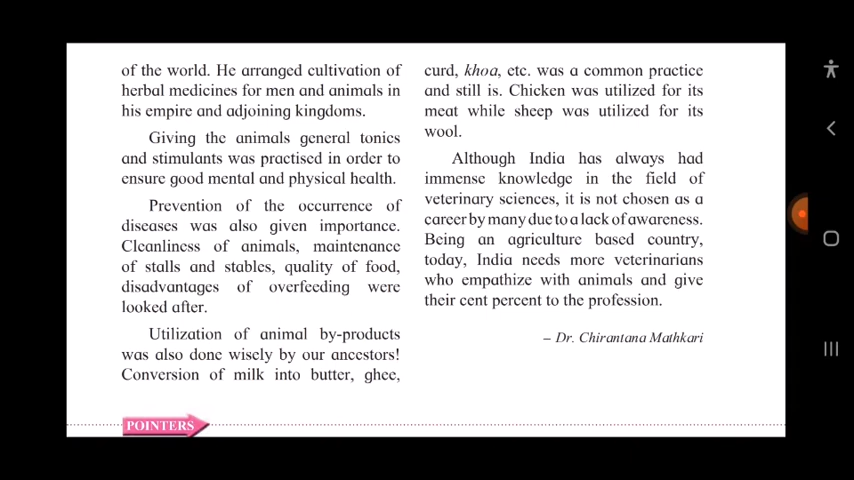 of the world. He arranged cultivation of
herbal medicines for men and animals in
his empire and adjoining kingdoms.
Giving the animals general tonics
and stimulants was practised in order to
ensure good mental and physical health.
Prevention of the occurrence of
diseases was also given importance.
Cleanliness of animals, maintenance
of stalls and stables, quality of food,
disadvantages of overfeeding were
looked after.
Utilization of animal by-products
was also done wisely by our ancestors!
Conversion of milk into butter, ghee,
curd, khoa, etc. was a common practice
and still is. Chicken was utilized for its
meat while sheep was utilized for its
wool.
Although India has always had
immense knowledge in the field of
veterinary sciences, it is not chosen as a
career by many due to a lack of awareness.
Being an agriculture based country,
today, India needs more veterinarians
who empathize with animals and give
their cent percent to the profession.
– Dr. Chirantana Mathkari
POINTERS